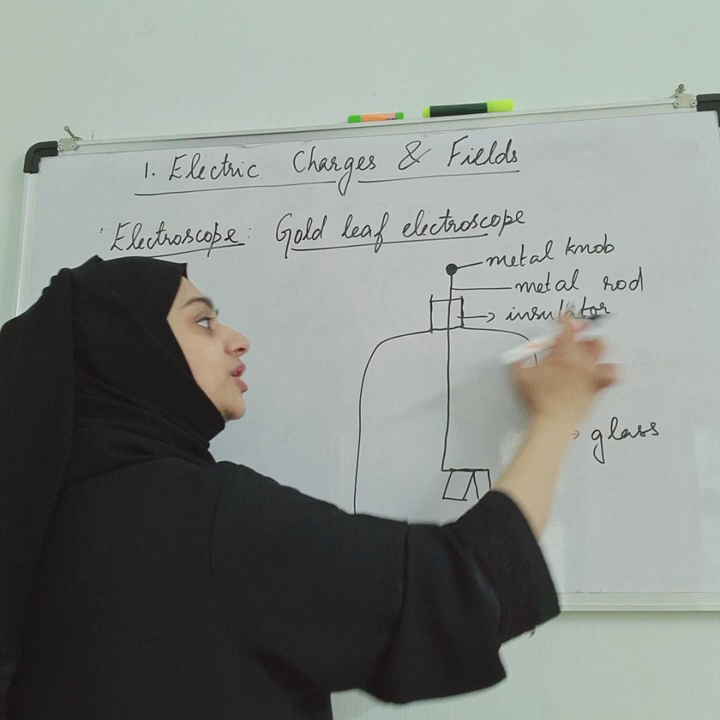 1. Electric Charges & Fields
Electroscope: Gold leaf electroscope
metal knob
metal rod
insulator
glass